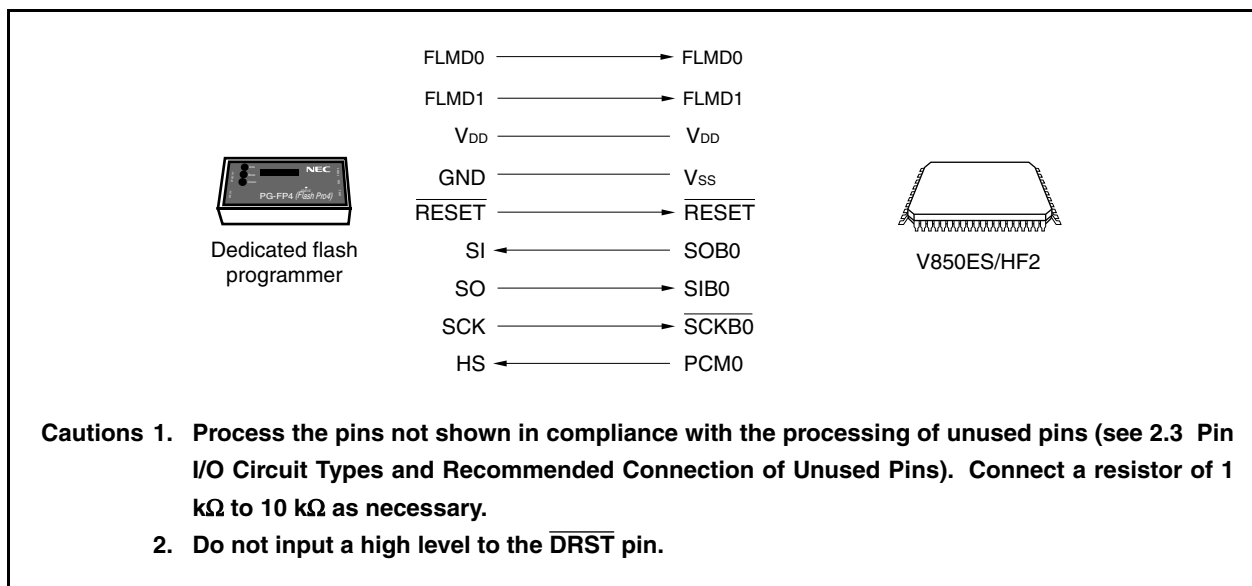 FLMD0 FLMD0
FLMD1 FLMD1
VDD VDD
GND VSS
RESET RESET
SI SOB0
SO SIB0
SCK SCKB0
HS PCM0
NEC
PG-FP4 (Flash Pro4)
Dedicated flash
programmer
V850ES/HF2
Cautions 1. Process the pins not shown in compliance with the processing of unused pins (see 2.3 Pin
I/O Circuit Types and Recommended Connection of Unused Pins). Connect a resistor of 1
kΩ to 10 kΩ as necessary.
2. Do not input a high level to the DRST pin.